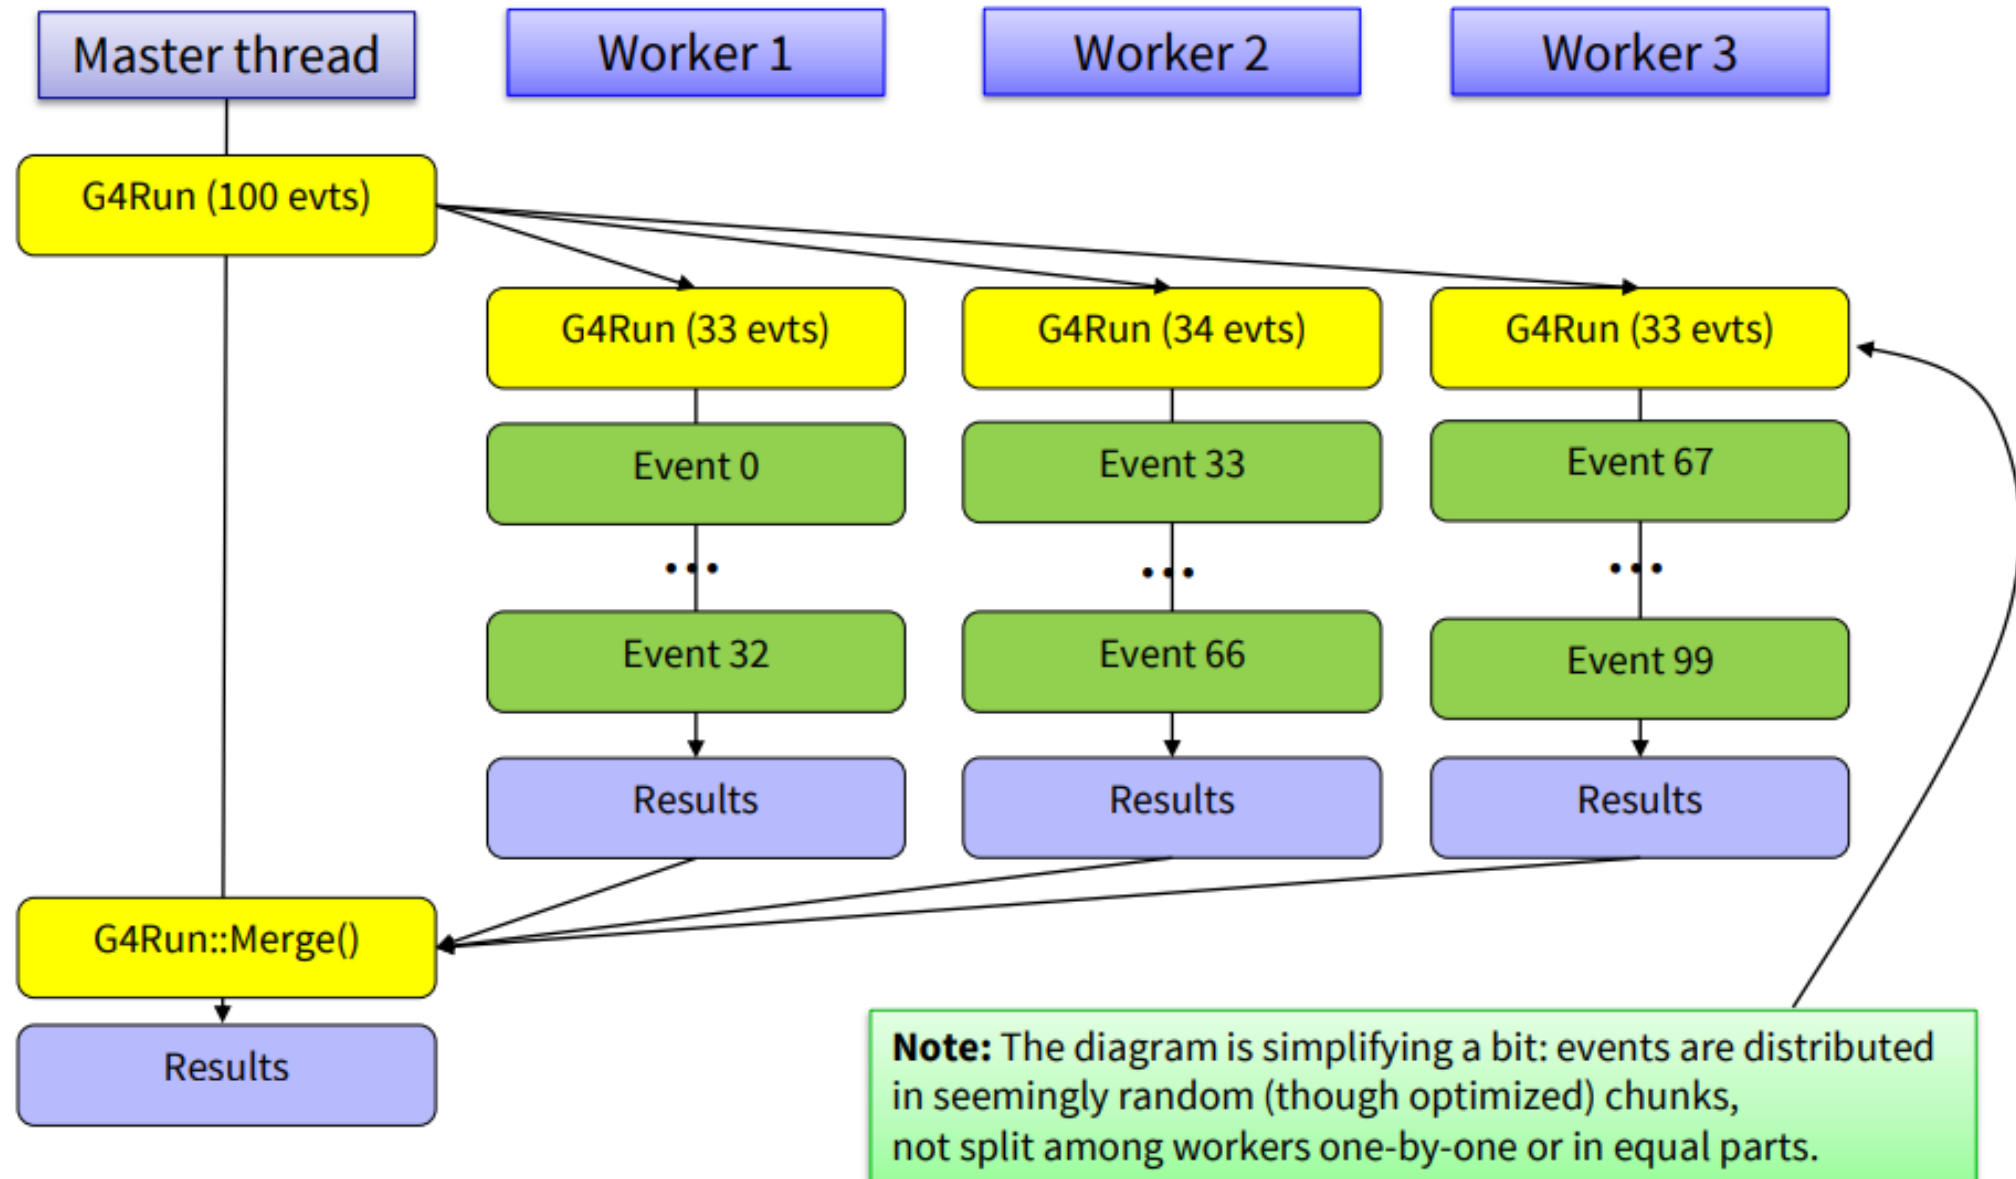 Master thread
Worker 1
Worker 2
Worker 3
G4Run (100 evts)
G4Run (33 evts)
G4Run (34 evts)
G4Run (33 evts)
Event 0
Event 33
Event 67
...
...
...
Event 32
Event 66
Event 99
Results
Results
Results
G4Run::Merge()
Results
Note: The diagram is simplifying a bit: events are distributed
in seemingly random (though optimized) chunks,
not split among workers one-by-one or in equal parts.